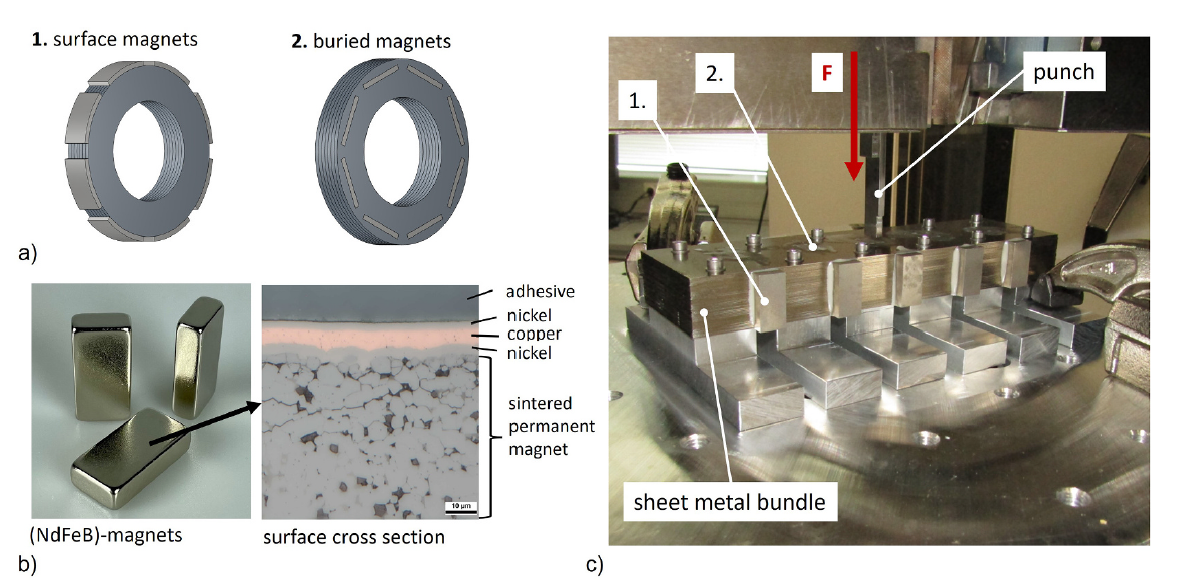 1. surface magnets
2. buried magnets
a)
adhesive
nickel
copper
nickel
sintered
permanent
magnet
10 µm
(NdFeB)-magnets
surface cross section
b)
1.
2.
F
punch
sheet metal bundle
c)